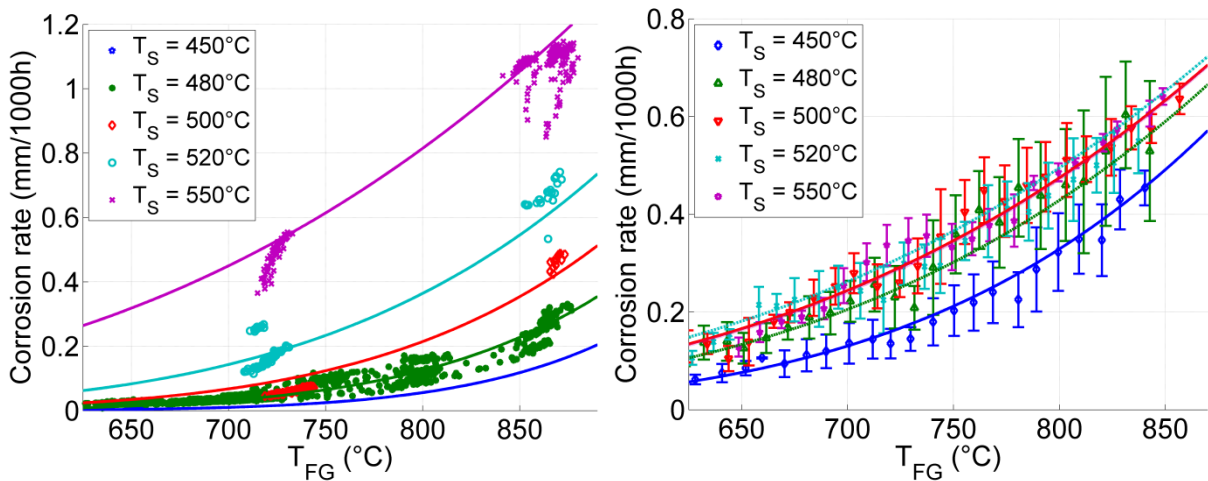 Corrosion rate (mm/1000h)
1.2
1
0.8
0.6
0.4
0.2
0
T_S = 450°C
T_S = 480°C
T_S = 500°C
T_S = 520°C
T_S = 550°C
650 700 750 800 850
T_FG (°C)
Corrosion rate (mm/1000h)
0.8
0.6
0.4
0.2
0
T_S = 450°C
T_S = 480°C
T_S = 500°C
T_S = 520°C
T_S = 550°C
650 700 750 800 850
T_FG (°C)